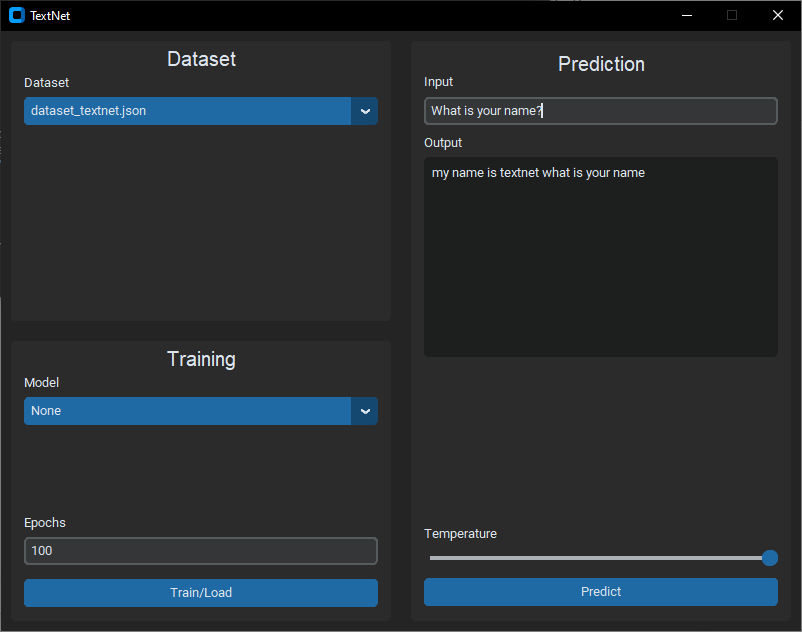 TextNet
Dataset
Dataset
dataset_textnet.json
Training
Model
None
Epochs
100
Train/Load
Prediction
Input
What is your name?
Output
my name is textnet what is your name
Temperature
Predict